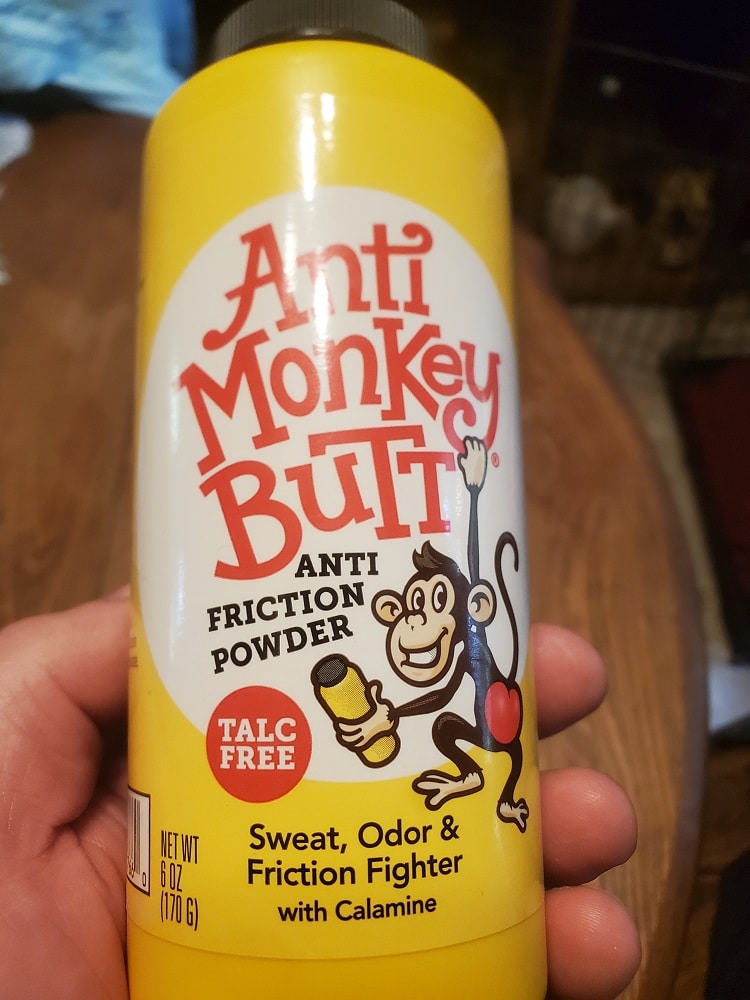 Anti
Monkey
Butt®
ANTI
FRICTION
POWDER
TALC
FREE
NET WT
6 OZ
(170 G)
Sweat, Odor &
Friction Fighter
with Calamine
0